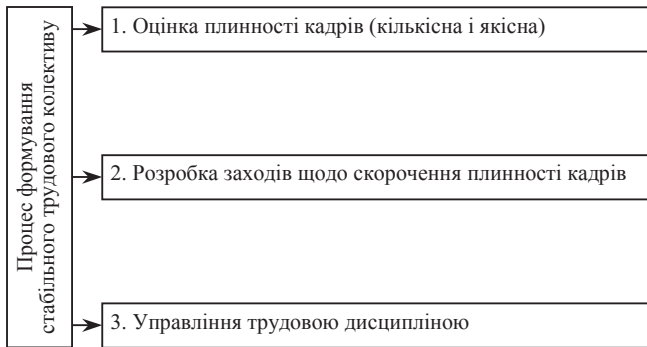 Процес формування
стабільного трудового колективу
1. Оцінка плинності кадрів (кількісна і якісна)
2. Розробка заходів щодо скорочення плинності кадрів
3. Управління трудовою дисципліною